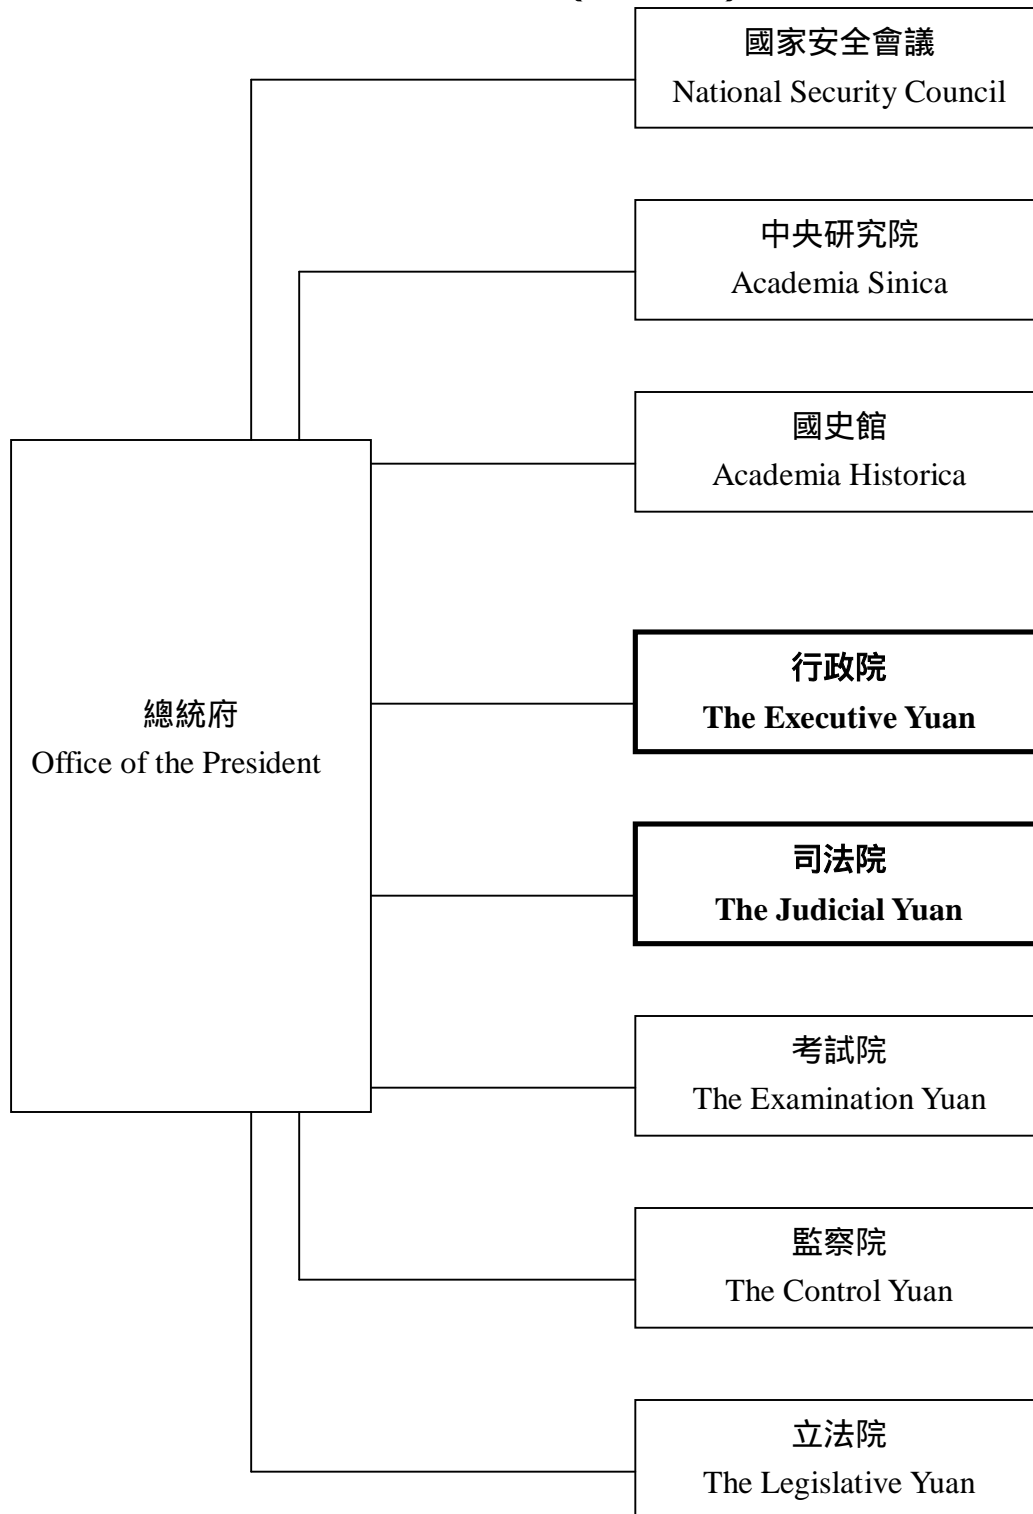 國家安全會議
National Security Council
中央研究院
Academia Sinica
國史館
Academia Historica
行政院
The Executive Yuan
總統府
Office of the President
司法院
The Judicial Yuan
考試院
The Examination Yuan
監察院
The Control Yuan
立法院
The Legislative Yuan